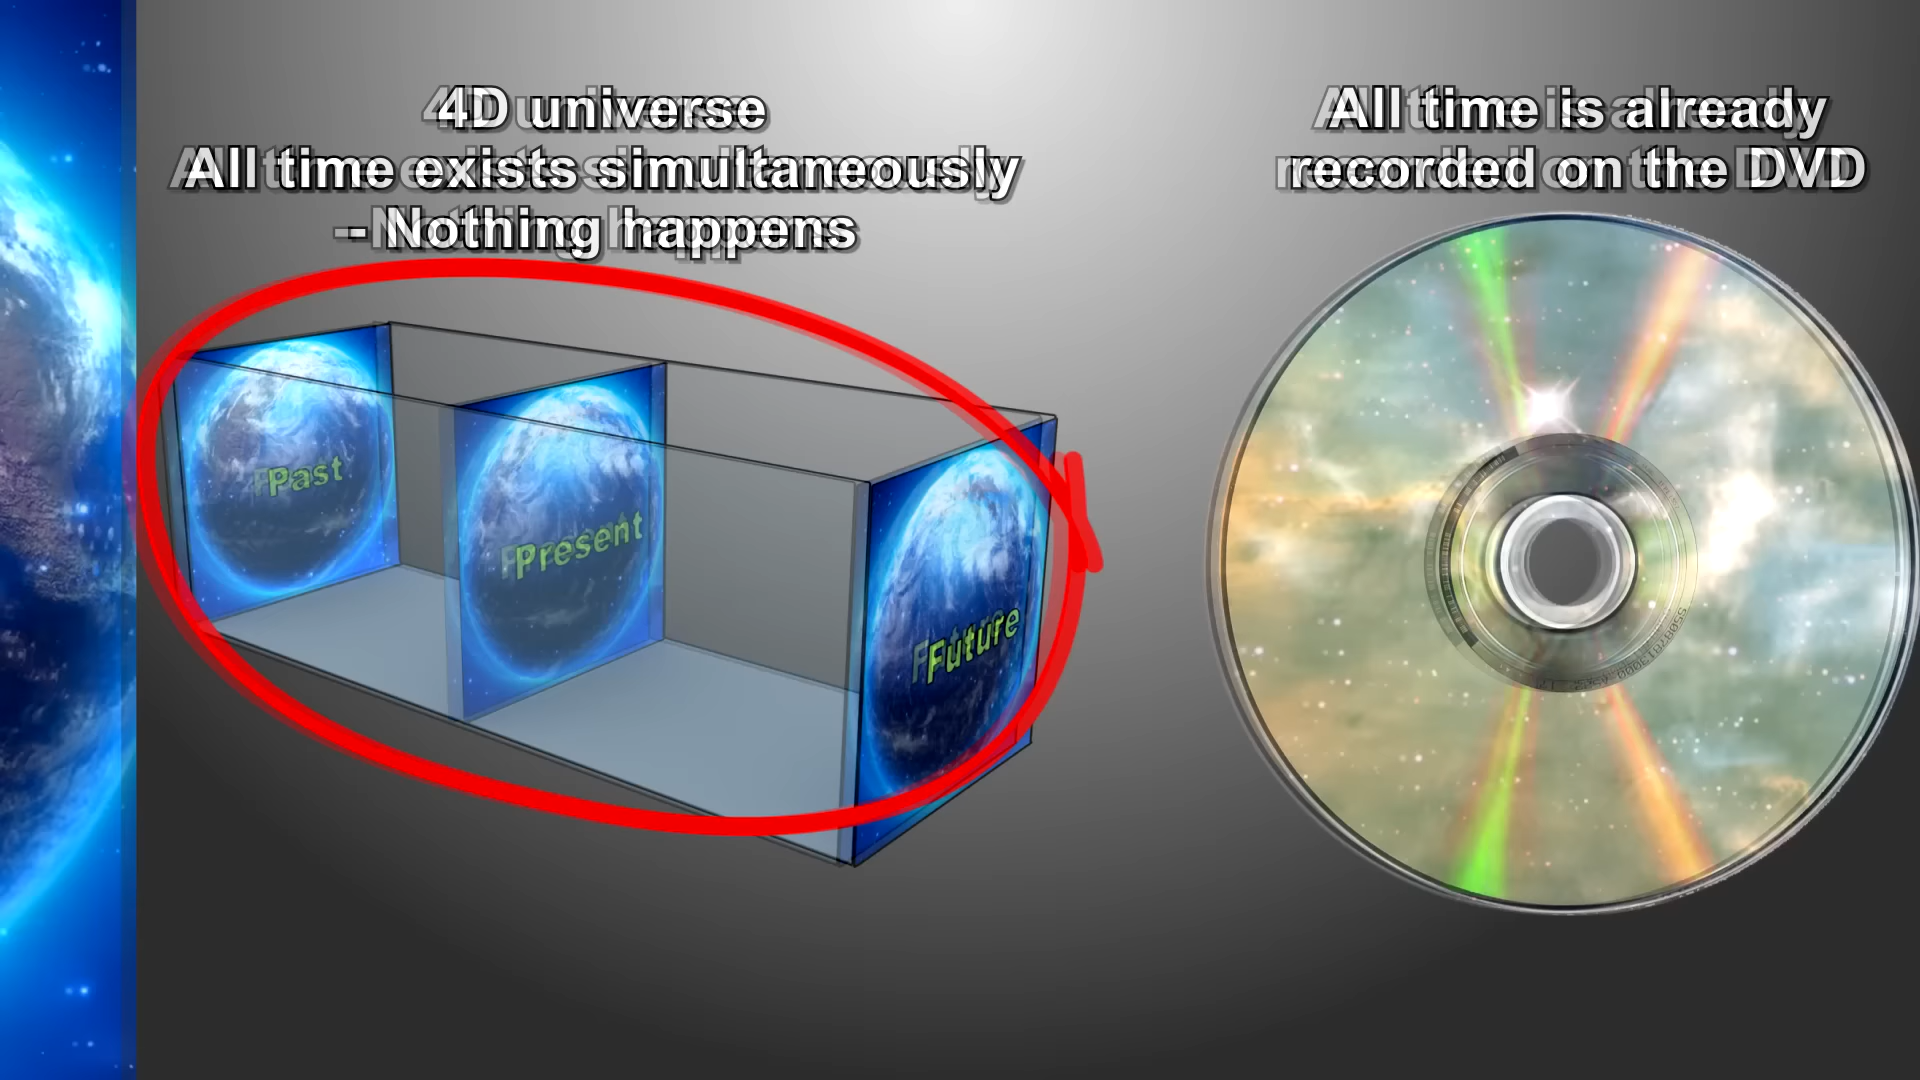 4D universe
All time exists simultaneously
- Nothing happens
All time is already
recorded on the DVD
Past
Present
Future